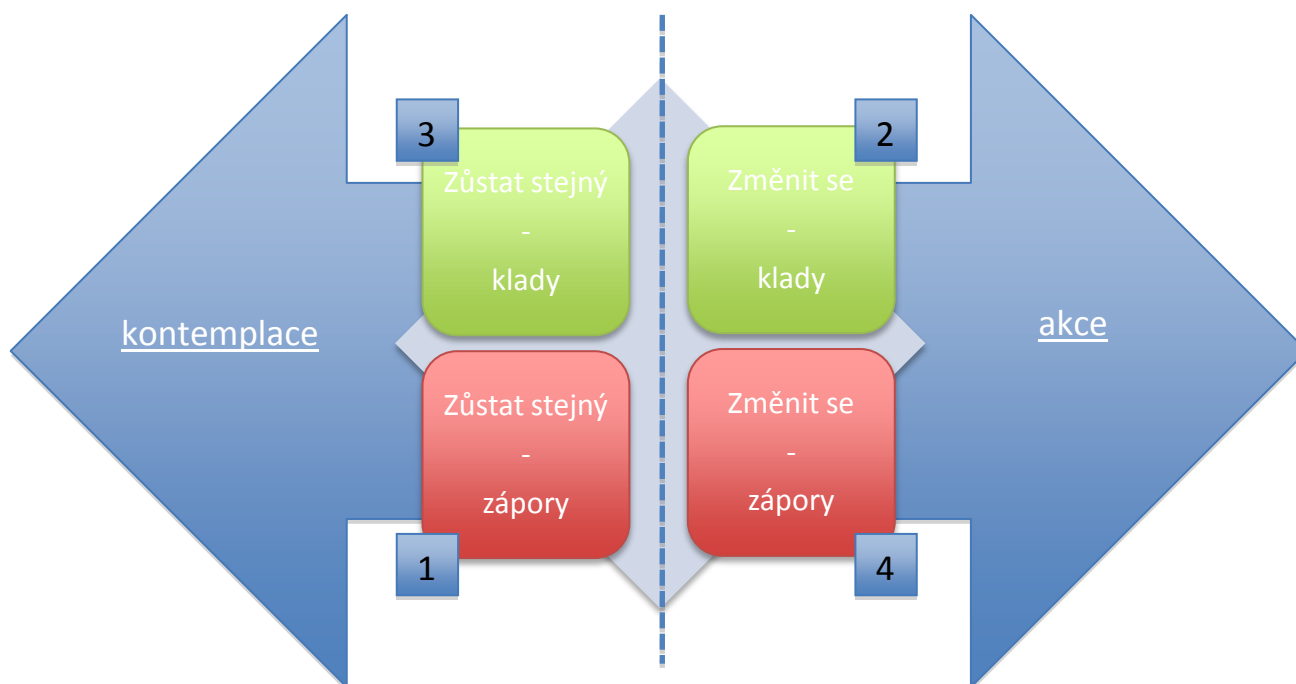 3
Zůstat stejný
-
klady
2
Změnit se
-
klady
kontemplace
akce
Zůstat stejný
-
zápory
1
Změnit se
-
zápory
4